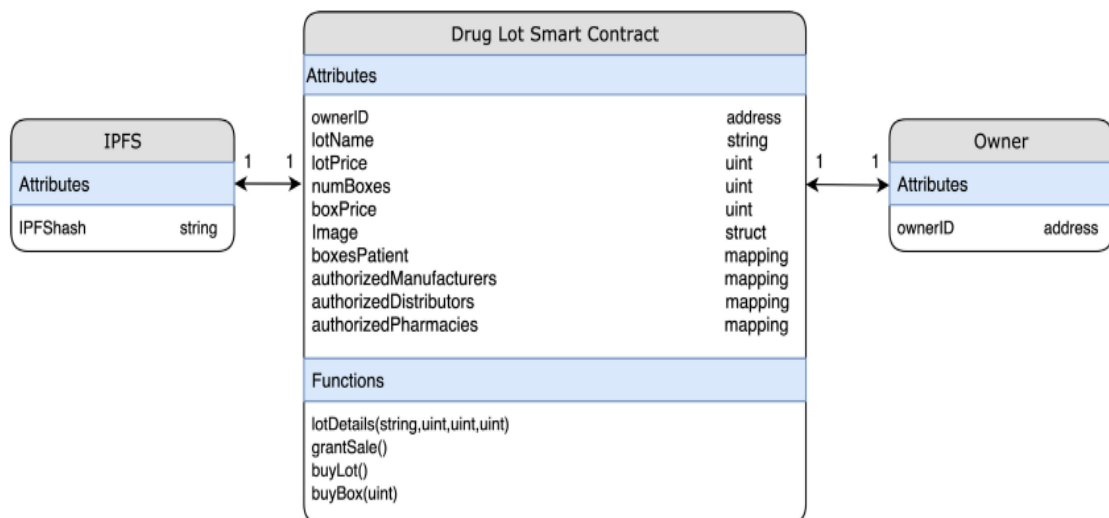 Drug Lot Smart Contract
Attributes
ownerID address
lotName string
lotPrice uint
numBoxes uint
boxPrice uint
Image struct
boxesPatient mapping
authorizedManufacturers mapping
authorizedDistributors mapping
authorizedPharmacies mapping
Functions
lotDetails(string,uint,uint,uint)
grantSale()
buyLot()
buyBox(uint)
IPFS
Attributes
IPFShash string
1 1
Owner
Attributes
ownerID address
1 1